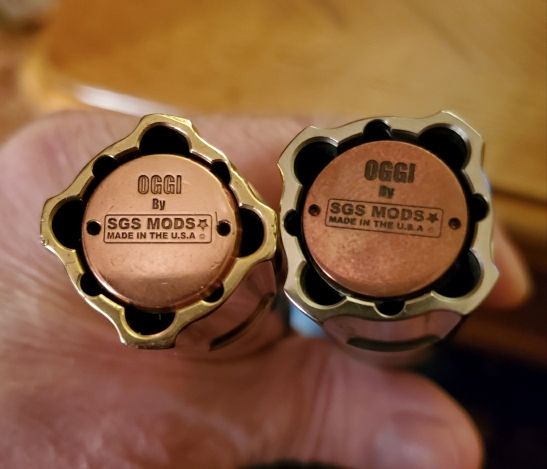 OGGI
By
SGS MODS☆
MADE IN THE U.S.A ©
OGGI
By
SGS MODS★
MADE IN THE U.S.A ©